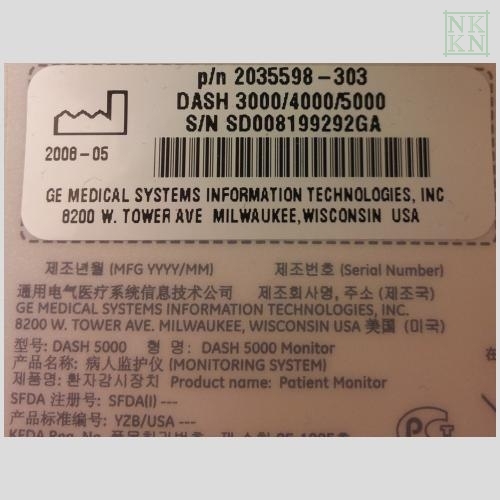 NK
KN
p/n 2035598-303
DASH 3000/4000/5000
S/N SD008199292GA
2008-05
GE MEDICAL SYSTEMS INFORMATION TECHNOLOGIES, INC
8200 W. TOWER AVE MILWAUKEE, WISCONSIN USA
제조년월 (MFG YYYY/MM) 제조번호 (Serial Number)
通用电气医疗系统信息技术公司 제조회사명, 주소 (제조국)
GE MEDICAL SYSTEMS INFORMATION TECHNOLOGIES, INC.
8200 W. TOWER AVE. MILWAUKEE, WISCONSIN USA 美国 (미국)
型号: DASH 5000 형 명: DASH 5000 Monitor
产品名称: 病人监护仪 (MONITORING SYSTEM)
제품명: 환자감시장치 Product name: Patient Monitor
SFDA 注册号: SFDA(I) ---
产品标准编号: YZB/USA ---
KFDA Reg. No